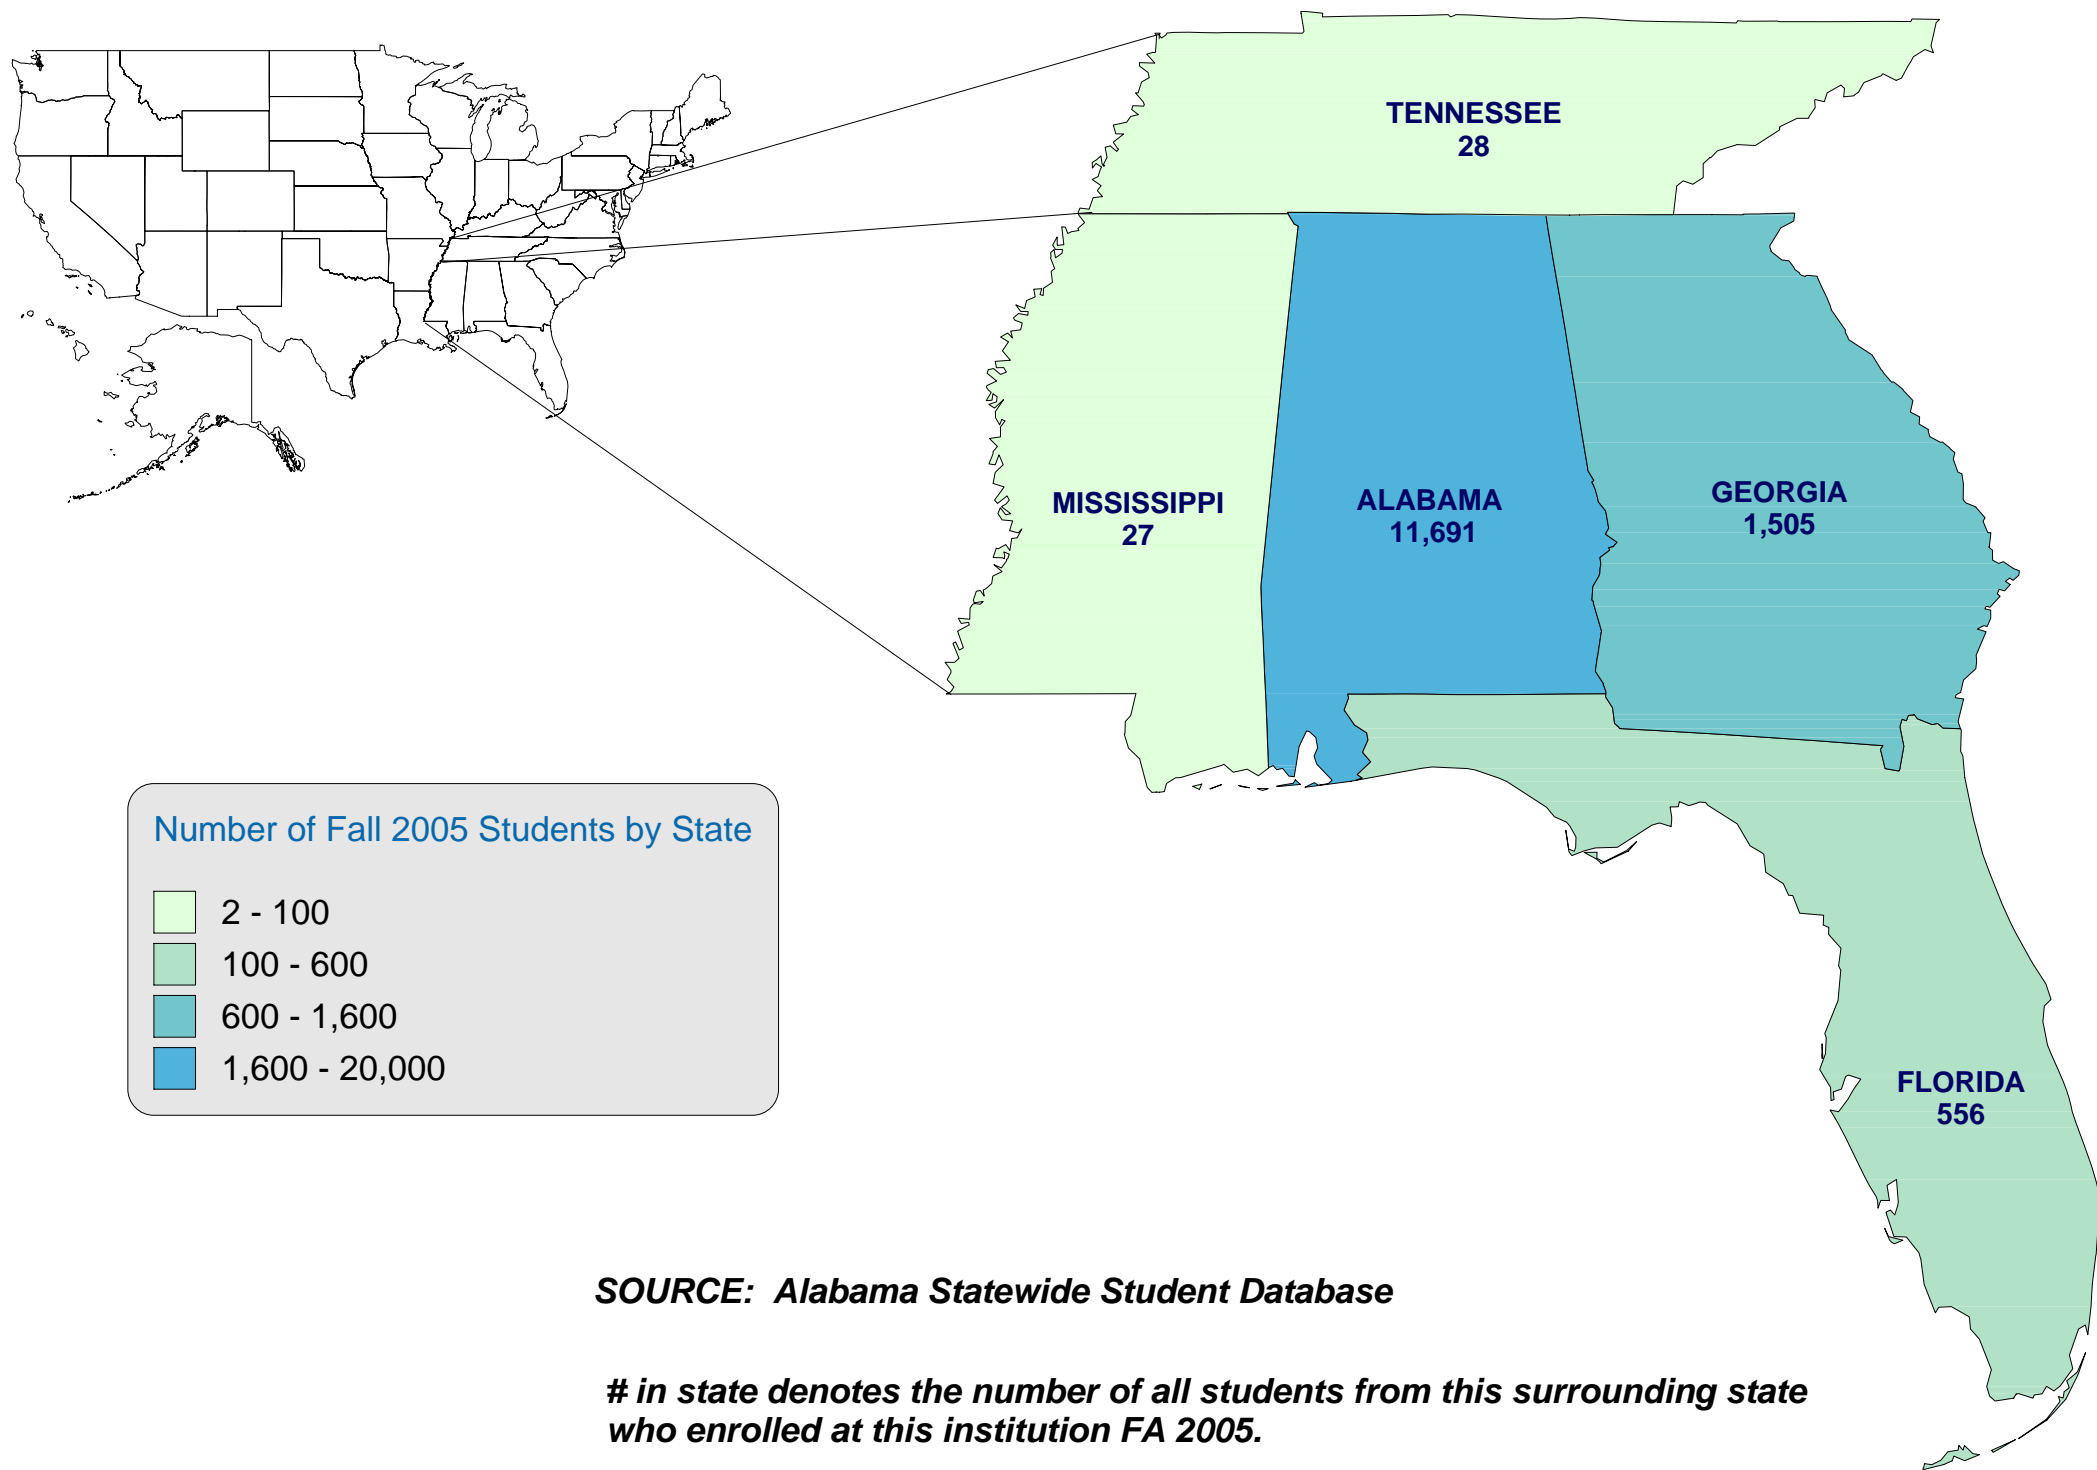 TENNESSEE
28
MISSISSIPPI
27
ALABAMA
11,691
GEORGIA
1,505
Number of Fall 2005 Students by State
2 - 100
100 - 600
600 - 1,600
1,600 - 20,000
FLORIDA
556
SOURCE:  Alabama Statewide Student Database
# in state denotes the number of all students from this surrounding state
who enrolled at this institution FA 2005.